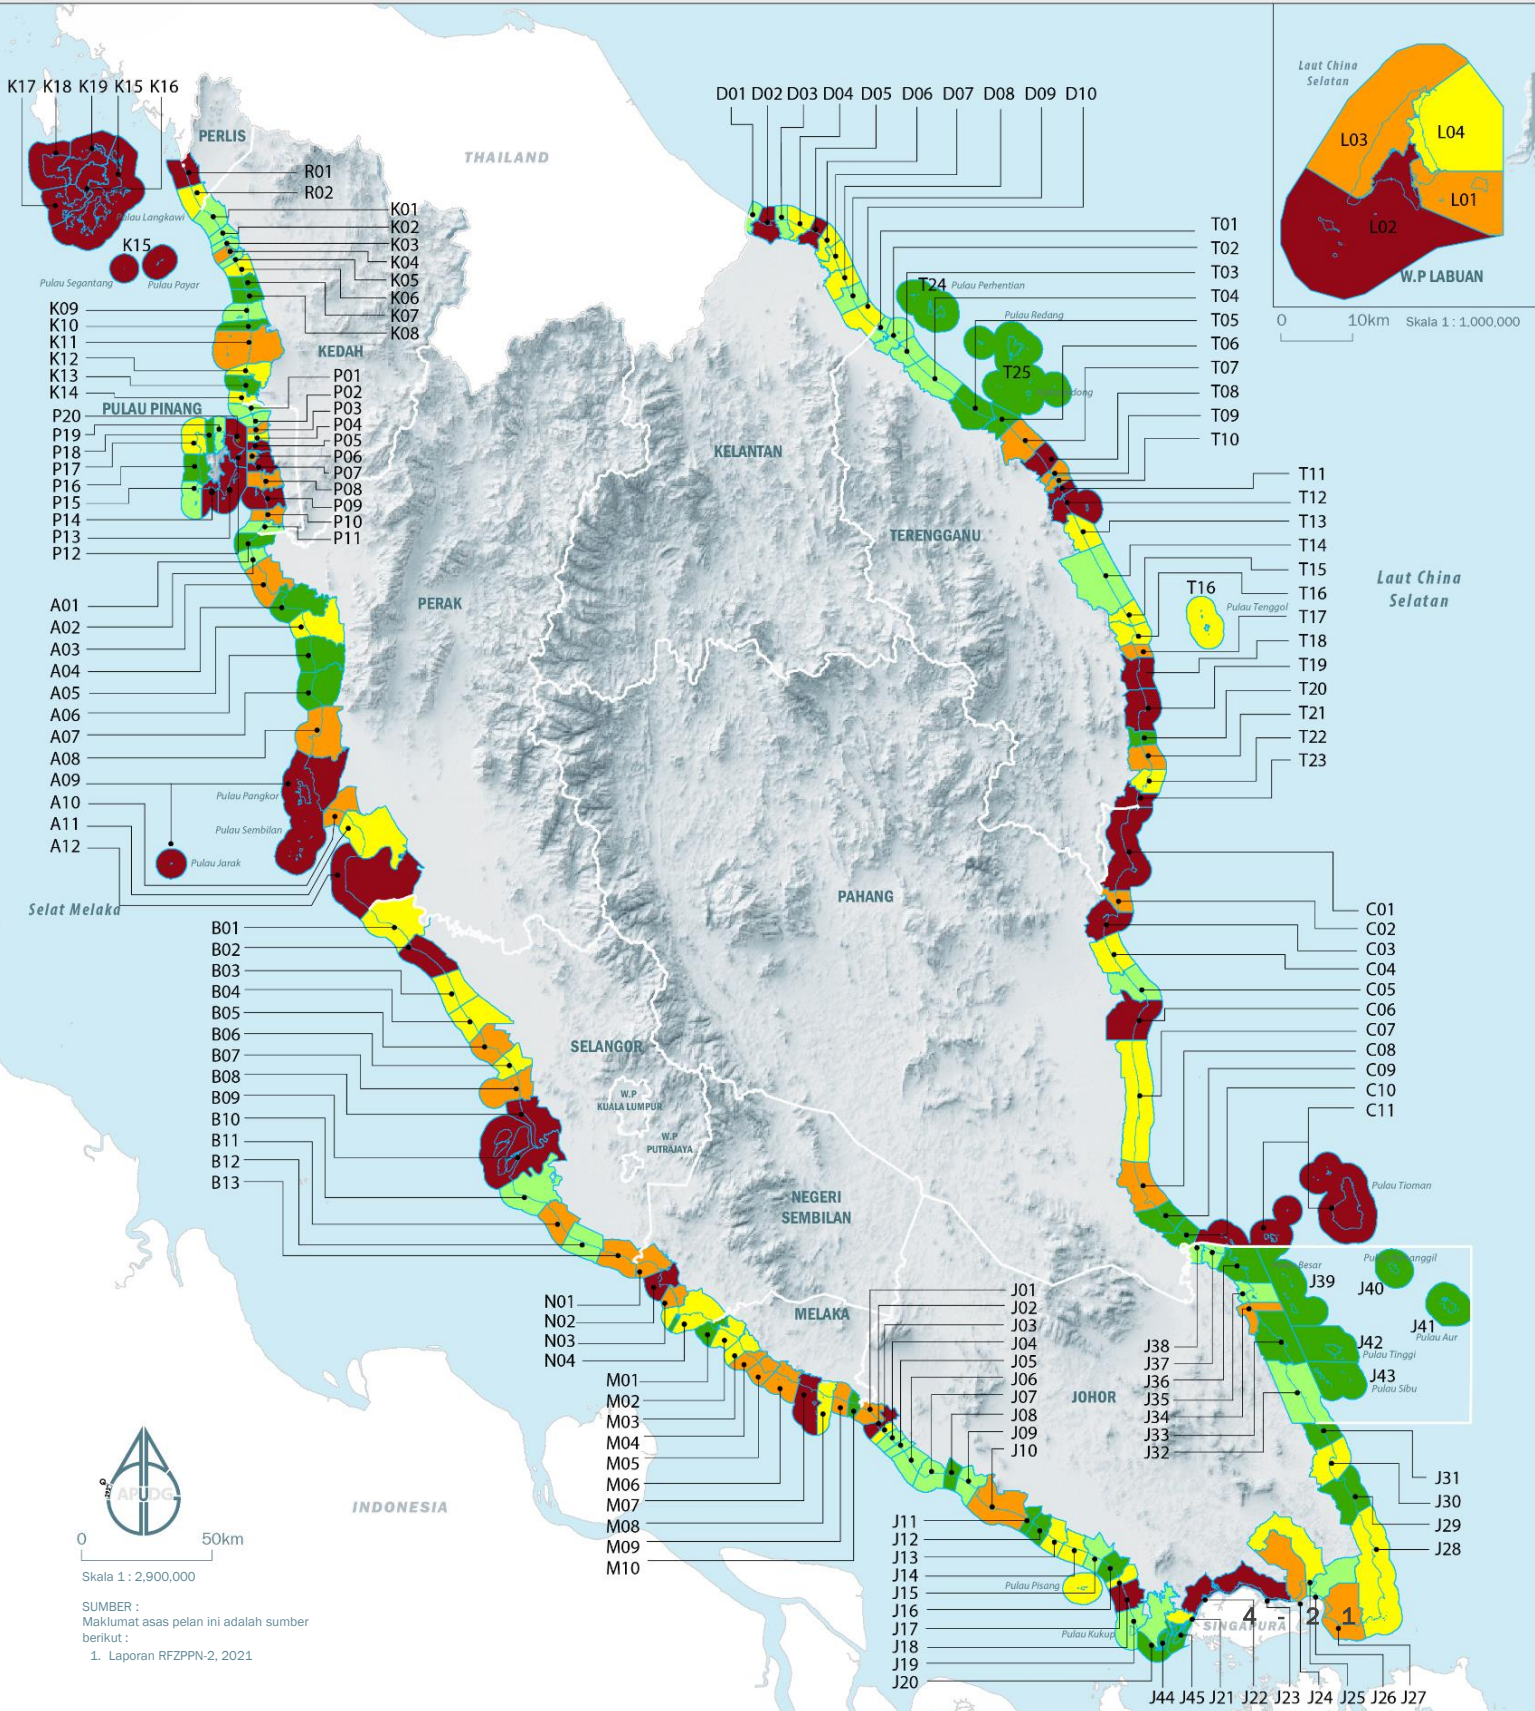 K17 K18 K19 K15 K16
PERLIS
R01
R02
Pulau Langkawi
K15
Pulau Segantang
Pulau Payar
K01
K02
K03
K04
K05
K06
K07
K08
K09
K10
K11
K12
K13
K14
KEDAH
THAILAND
PULAU PINANG
P20
P19
P18
P17
P16
P15
P14
P13
P12
P01
P02
P03
P04
P05
P06
P07
P08
P09
P10
P11
A01
A02
A03
A04
A05
A06
A07
A08
A09
A10
A11
A12
PERAK
Pulau Pangkor
Pulau Sembilan
Pulau Jarak
Selat Melaka
B01
B02
B03
B04
B05
B06
B07
B08
B09
B10
B11
B12
B13
SELANGOR
W.P
KUALA LUMPUR
W.P
PUTRAJAYA
NEGERI
SEMBILAN
N01
N02
N03
N04
MELAKA
M01
M02
M03
M04
M05
M06
M07
M08
M09
M10
D01 D02 D03 D04 D05 D06 D07 D08 D09 D10
KELANTAN
TERENGGANU
PAHANG
T01
T02
T03
T04
T05
T06
T07
T08
T09
T10
T11
T12
T13
T14
T15
T16
T17
T18
T19
T20
T21
T22
T23
T24
Pulau Perhentian
Pulau Redang
T25
T16
Pulau Tenggol
Laut China
Selatan
Laut China
Selatan
L03
L04
L01
L02
W.P LABUAN
0 10km Skala 1 : 1,000,000
C01
C02
C03
C04
C05
C06
C07
C08
C09
C10
C11
Pulau Tioman
Besar
J39
J40
J41
Pulau Aur
J42
Pulau Tinggi
J43
Pulau Sibu
JOHOR
J01
J02
J03
J04
J05
J06
J07
J08
J09
J10
J38
J37
J36
J35
J34
J33
J32
J31
J30
J29
J28
J11
J12
J13
J14
J15
J16
J17
J18
J19
J20
Pulau Pisang
Pulau Kukup
SINGAPURA
4 - 2 1
J44 J45 J21 J22 J23 J24 J25 J26 J27
INDONESIA
APUDG
0 50km
Skala 1 : 2,900,000
SUMBER :
Maklumat asas pelan ini adalah sumber
berikut :
1. Laporan RFZPPN-2, 2021